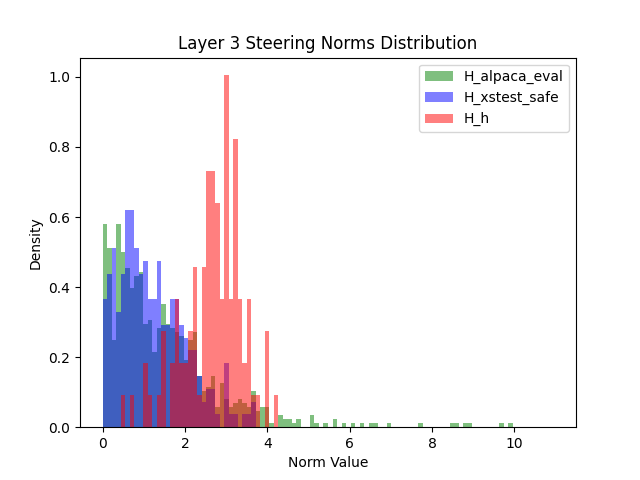 Layer 3 Steering Norms Distribution
H_alpaca_eval
H_xstest_safe
H_h
Density
1.0
0.8
0.6
0.4
0.2
0.0
0 2 4 6 8 10
Norm Value